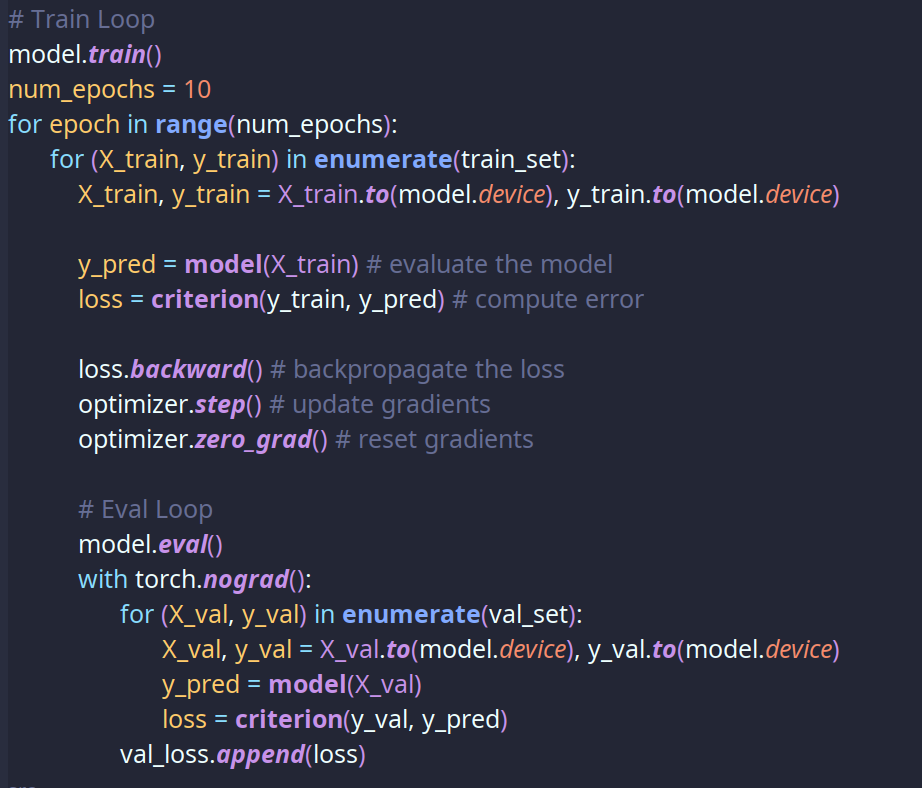 # Train Loop
model.train()
num_epochs = 10
for epoch in range(num_epochs):
for (X_train, y_train) in enumerate(train_set):
X_train, y_train = X_train.to(model.device), y_train.to(model.device)
y_pred = model(X_train) # evaluate the model
loss = criterion(y_train, y_pred) # compute error
loss.backward() # backpropagate the loss
optimizer.step() # update gradients
optimizer.zero_grad() # reset gradients
# Eval Loop
model.eval()
with torch.nograd():
for (X_val, y_val) in enumerate(val_set):
X_val, y_val = X_val.to(model.device), y_val.to(model.device)
y_pred = model(X_val)
loss = criterion(y_val, y_pred)
val_loss.append(loss)